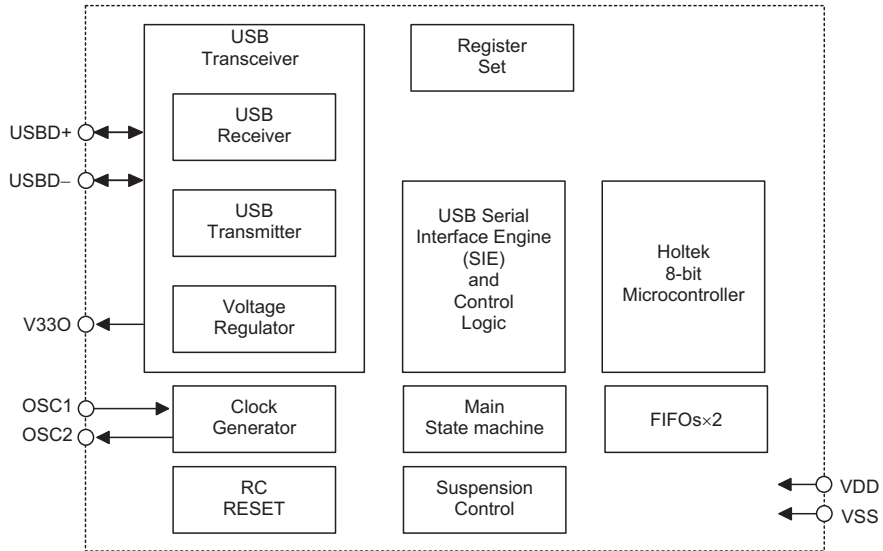 USB
Transceiver
Register
Set
USB
Receiver
USBD+
USBD–
USB
Transmitter
USB Serial
Interface Engine
(SIE)
and
Control
Logic
Holtek
8-bit
Microcontroller
Voltage
Regulator
V33O
OSC1
OSC2
Clock
Generator
Main
State machine
FIFOs×2
RC
RESET
Suspension
Control
VDD
VSS